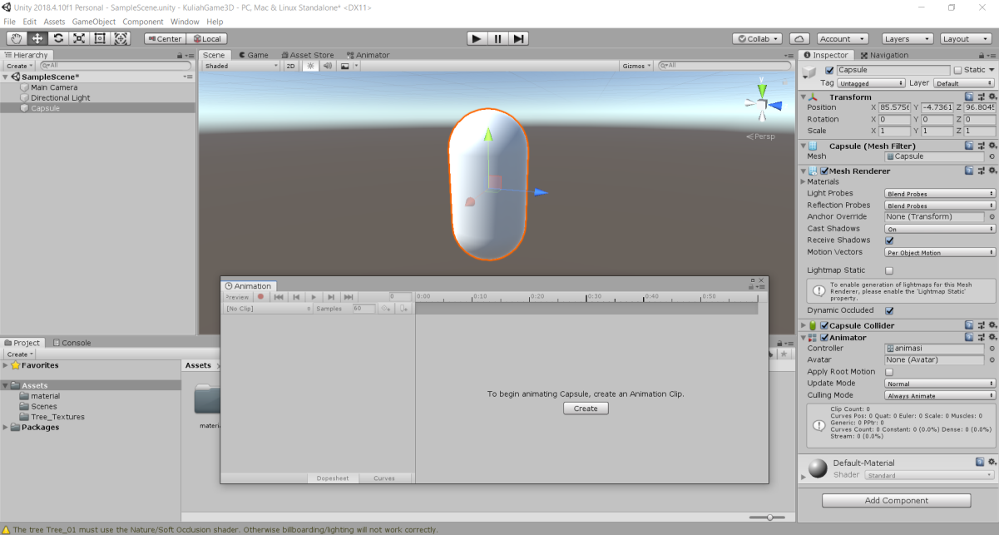 Unity 2018.4.10f1 Personal - SampleScene.unity - KuliahGame3D - PC, Mac & Linux Standalone* <DX11>
File Edit Assets GameObject Component Window Help
Center Local Collab Account Layers Layout
Hierarchy
Create All
SampleScene*
Main Camera
Directional Light
Capsule
Scene Game Asset Store Animator
Shaded 2D Gizmos All
y
Persp
Inspector Navigation
Capsule Static
Tag Untagged Layer Default
Transform
Position X 85.5756 Y -4.7361 Z 96.8045
Rotation X 0 Y 0 Z 0
Scale X 1 Y 1 Z 1
Capsule (Mesh Filter)
Mesh Capsule
Mesh Renderer
Materials
Light Probes Blend Probes
Reflection Probes Blend Probes
Anchor Override None (Transform)
Cast Shadows On
Receive Shadows
Motion Vectors Per Object Motion
Lightmap Static
To enable generation of lightmaps for this Mesh
Renderer, please enable the 'Lightmap Static'
property.
Dynamic Occluded
Capsule Collider
Animator
Controller animasi
Avatar None (Avatar)
Apply Root Motion
Update Mode Normal
Culling Mode Always Animate
Clip Count: 0
Curves Pos: 0 Quat: 0 Euler: 0 Scale: 0 Muscles: 0
Generic: 0 PPtr: 0
Curves Count: 0 Constant: 0 (0.0%) Dense: 0 (0.0%)
Stream: 0 (0.0%)
Default-Material
Shader Standard
Add Component
Animation
Preview 0 0:00 0:10 0:20 0:30 0:40 0:50
[No Clip] Samples 60
To begin animating Capsule, create an Animation Clip.
Create
Dopesheet Curves
Project Console
Create
Favorites
Assets
material
Scenes
Tree_Textures
Packages
Assets
The tree Tree_01 must use the Nature/Soft Occlusion shader. Otherwise billboarding/lighting will not work correctly.